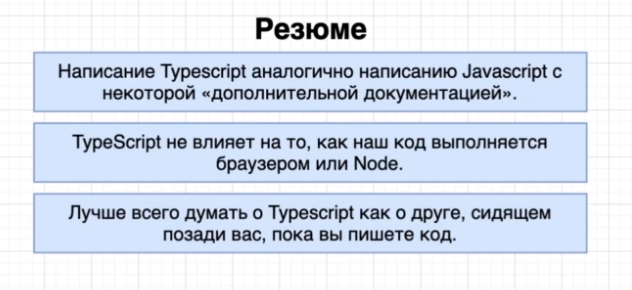 Резюме
Написание Typescript аналогично написанию Javascript с
некоторой «дополнительной документацией».
TypeScript не влияет на то, как наш код выполняется
браузером или Node.
Лучше всего думать о Typescript как о друге, сидящем
позади вас, пока вы пишете код.